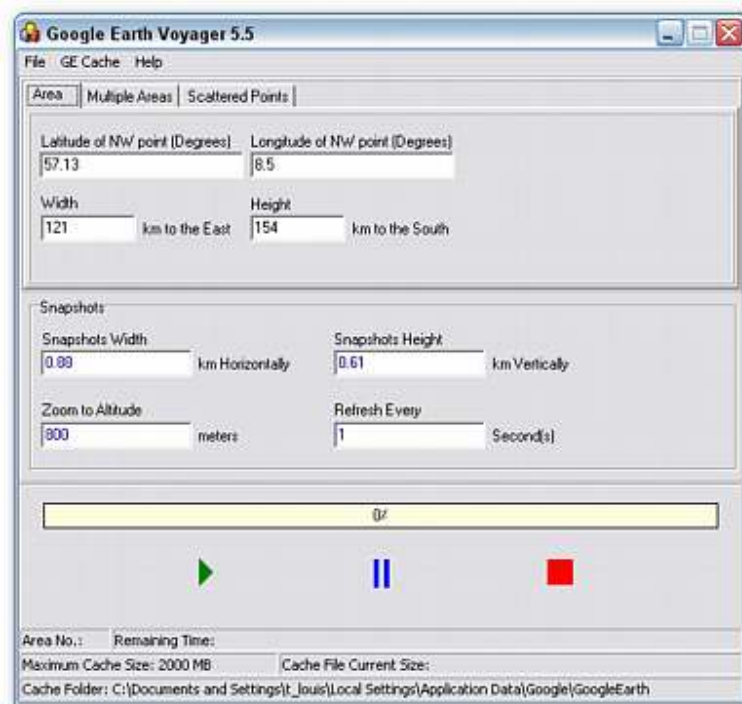 Google Earth Voyager 5.5
File GE Cache Help
Area Multiple Areas Scattered Points
Latitude of NW point (Degrees) Longitude of NW point (Degrees)
57.13 8.5
Width Height
121 km to the East 154 km to the South
Snapshots
Snapshots Width Snapshots Height
0.88 km Horizontally 0.61 km Vertically
Zoom to Altitude Refresh Every
800 meters 1 Second(s)
0%
Area No.: Remaining Time:
Maximum Cache Size: 2000 MB Cache File Current Size:
Cache Folder: C:\Documents and Settings\t_louis\Local Settings\Application Data\Google\GoogleEarth